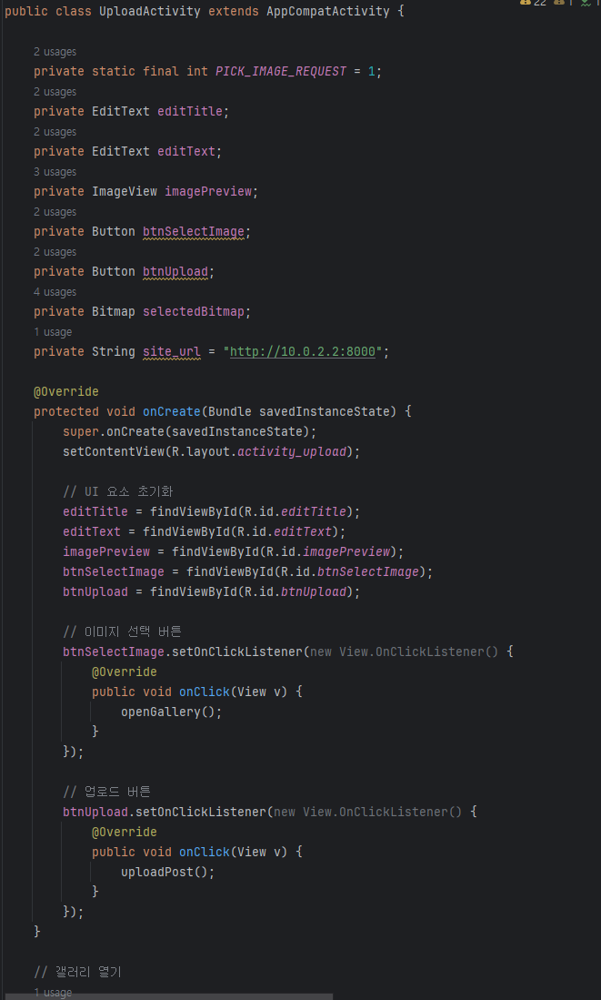 public class UploadActivity extends AppCompatActivity {
22 1 1
2 usages
private static final int PICK_IMAGE_REQUEST = 1;
2 usages
private EditText editTitle;
2 usages
private EditText editText;
3 usages
private ImageView imagePreview;
2 usages
private Button btnSelectImage;
2 usages
private Button btnUpload;
4 usages
private Bitmap selectedBitmap;
1 usage
private String site_url = "http://10.0.2.2:8000";
@Override
protected void onCreate(Bundle savedInstanceState) {
super.onCreate(savedInstanceState);
setContentView(R.layout.activity_upload);
// UI 요소 초기화
editTitle = findViewById(R.id.editTitle);
editText = findViewById(R.id.editText);
imagePreview = findViewById(R.id.imagePreview);
btnSelectImage = findViewById(R.id.btnSelectImage);
btnUpload = findViewById(R.id.btnUpload);
// 이미지 선택 버튼
btnSelectImage.setOnClickListener(new View.OnClickListener() {
@Override
public void onClick(View v) {
openGallery();
}
});
// 업로드 버튼
btnUpload.setOnClickListener(new View.OnClickListener() {
@Override
public void onClick(View v) {
uploadPost();
}
});
}
// 갤러리 열기
1 usage